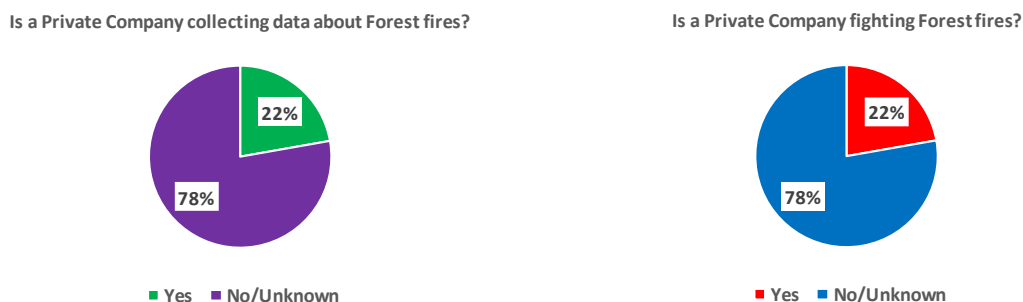 Is a Private Company collecting data about Forest fires?
22%
78%
Yes No/Unknown
Is a Private Company fighting Forest fires?
22%
78%
Yes No/Unknown